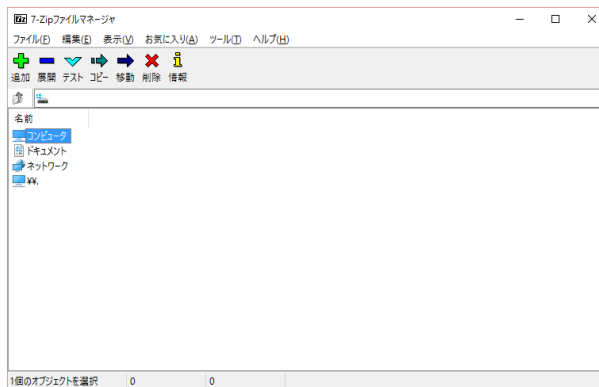 7z 7-Zipファイルマネージャ
ファイル(F) 編集(E) 表示(V) お気に入り(A) ツール(T) ヘルプ(H)
追加 展開 テスト コピー 移動 削除 情報
名前
コンピュータ
ドキュメント
ネットワーク
\\.
1個のオブジェクトを選択 0 0